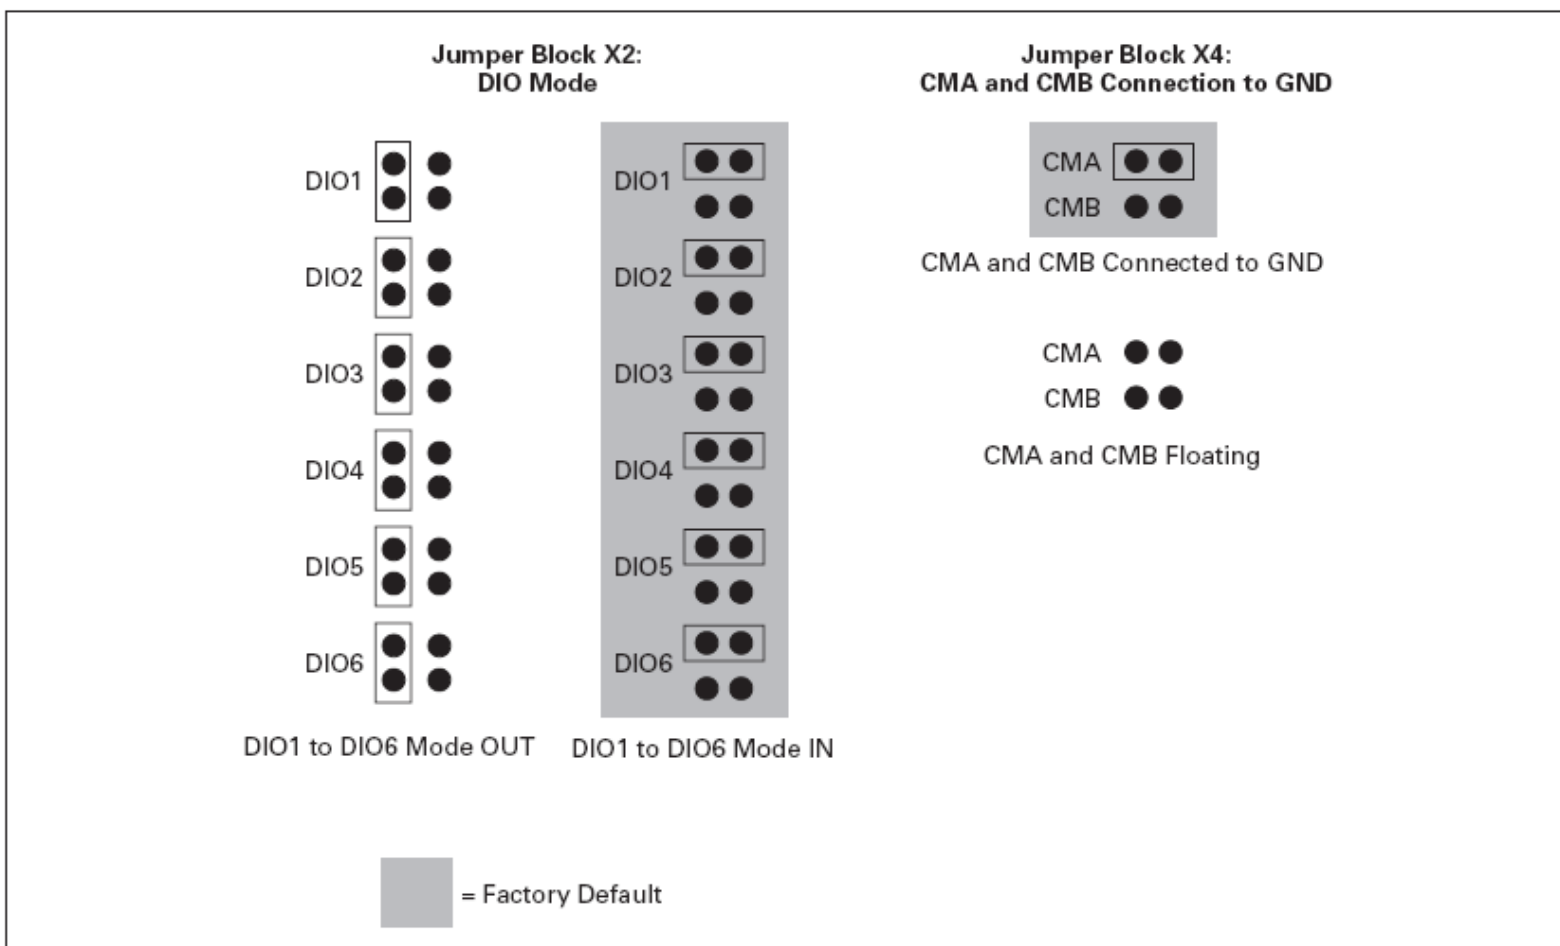 Jumper Block X2:
DIO Mode
DIO1
DIO2
DIO3
DIO4
DIO5
DIO6
DIO1 to DIO6 Mode OUT
DIO1
DIO2
DIO3
DIO4
DIO5
DIO6
DIO1 to DIO6 Mode IN
Jumper Block X4:
CMA and CMB Connection to GND
CMA
CMB
CMA and CMB Connected to GND
CMA
CMB
CMA and CMB Floating
= Factory Default